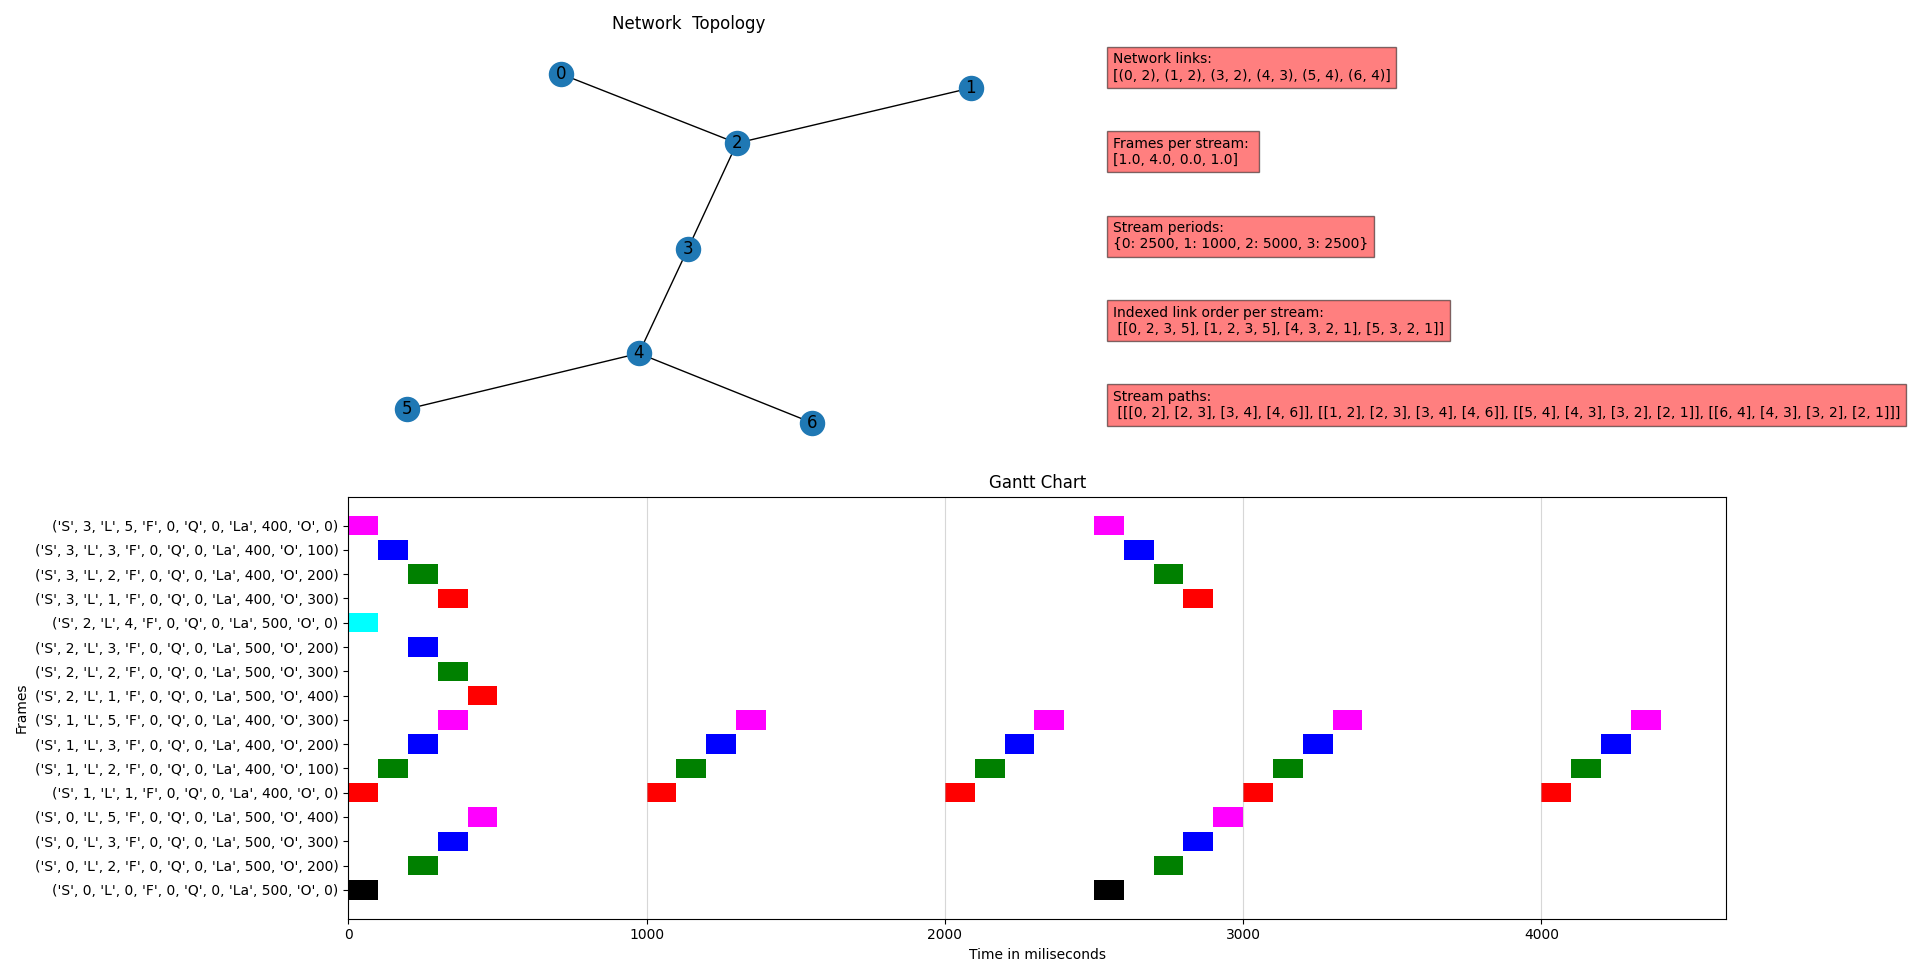 Network  Topology
0
1
2
3
4
5
6
Network links:
[(0, 2), (1, 2), (3, 2), (4, 3), (5, 4), (6, 4)]
Frames per stream:
[1.0, 4.0, 0.0, 1.0]
Stream periods:
{0: 2500, 1: 1000, 2: 5000, 3: 2500}
Indexed link order per stream:
[[0, 2, 3, 5], [1, 2, 3, 5], [4, 3, 2, 1], [5, 3, 2, 1]]
Stream paths:
[[[0, 2], [2, 3], [3, 4], [4, 6]], [[1, 2], [2, 3], [3, 4], [4, 6]], [[5, 4], [4, 3], [3, 2], [2, 1]], [[6, 4], [4, 3], [3, 2], [2, 1]]]
Gantt Chart
Frames
('S', 3, 'L', 5, 'F', 0, 'Q', 0, 'La', 400, 'O', 0)
('S', 3, 'L', 3, 'F', 0, 'Q', 0, 'La', 400, 'O', 100)
('S', 3, 'L', 2, 'F', 0, 'Q', 0, 'La', 400, 'O', 200)
('S', 3, 'L', 1, 'F', 0, 'Q', 0, 'La', 400, 'O', 300)
('S', 2, 'L', 4, 'F', 0, 'Q', 0, 'La', 500, 'O', 0)
('S', 2, 'L', 3, 'F', 0, 'Q', 0, 'La', 500, 'O', 200)
('S', 2, 'L', 2, 'F', 0, 'Q', 0, 'La', 500, 'O', 300)
('S', 2, 'L', 1, 'F', 0, 'Q', 0, 'La', 500, 'O', 400)
('S', 1, 'L', 5, 'F', 0, 'Q', 0, 'La', 400, 'O', 300)
('S', 1, 'L', 3, 'F', 0, 'Q', 0, 'La', 400, 'O', 200)
('S', 1, 'L', 2, 'F', 0, 'Q', 0, 'La', 400, 'O', 100)
('S', 1, 'L', 1, 'F', 0, 'Q', 0, 'La', 400, 'O', 0)
('S', 0, 'L', 5, 'F', 0, 'Q', 0, 'La', 500, 'O', 400)
('S', 0, 'L', 3, 'F', 0, 'Q', 0, 'La', 500, 'O', 300)
('S', 0, 'L', 2, 'F', 0, 'Q', 0, 'La', 500, 'O', 200)
('S', 0, 'L', 0, 'F', 0, 'Q', 0, 'La', 500, 'O', 0)
0 1000 2000 3000 4000
Time in miliseconds